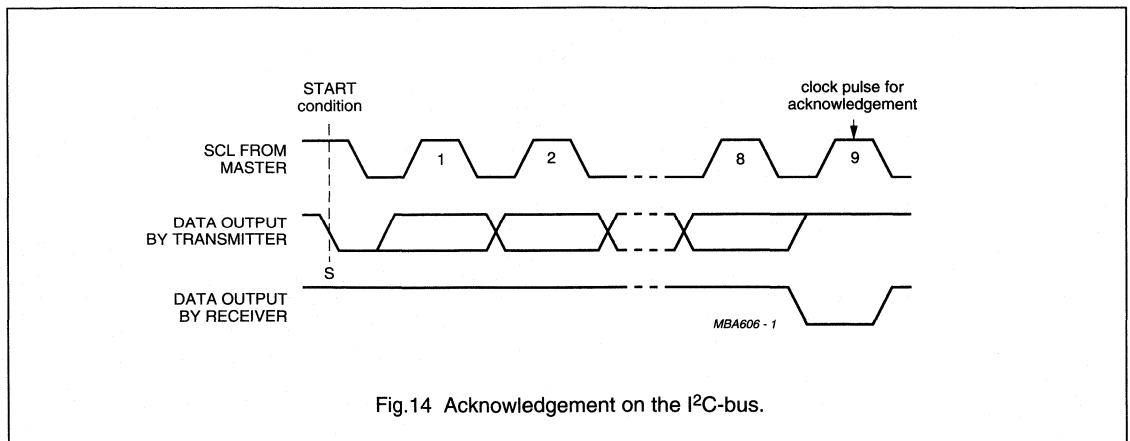 START
condition
clock pulse for
acknowledgement
SCL FROM
MASTER
1
2
8
9
DATA OUTPUT
BY TRANSMITTER
S
DATA OUTPUT
BY RECEIVER
MBA606 - 1
Fig.14 Acknowledgement on the I²C-bus.